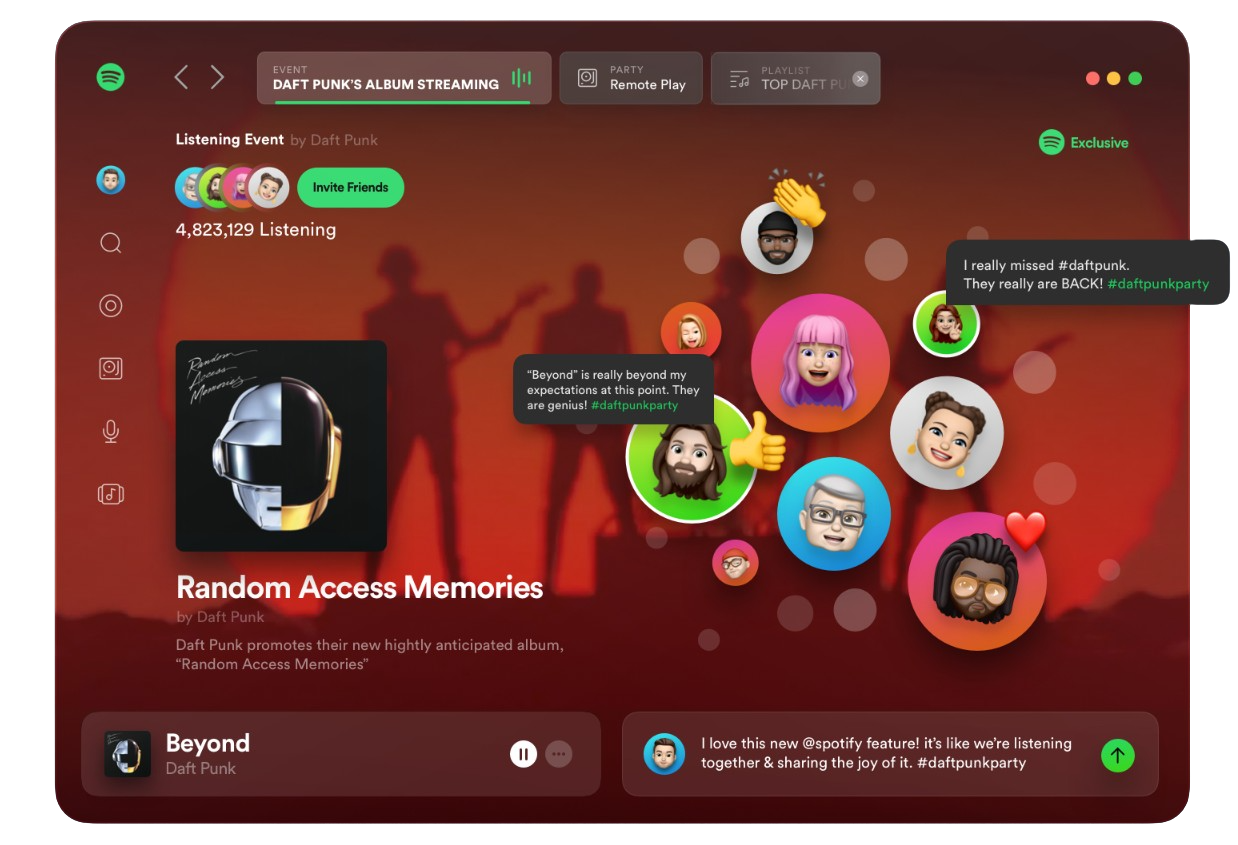 EVENT
DAFT PUNK'S ALBUM STREAMING
PARTY
Remote Play
PLAYLIST
TOP DAFT PU
Listening Event by Daft Punk
Exclusive
Invite Friends
4,823,129 Listening
I really missed #daftpunk.
They really are BACK! #daftpunkparty
Random
Access
Memories
“Beyond” is really beyond my
expectations at this point. They
are genius! #daftpunkparty
Random Access Memories
by Daft Punk
Daft Punk promotes their new hightly anticipated album,
“Random Access Memories”
Beyond
Daft Punk
I love this new @spotify feature! it's like we're listening
together & sharing the joy of it. #daftpunkparty